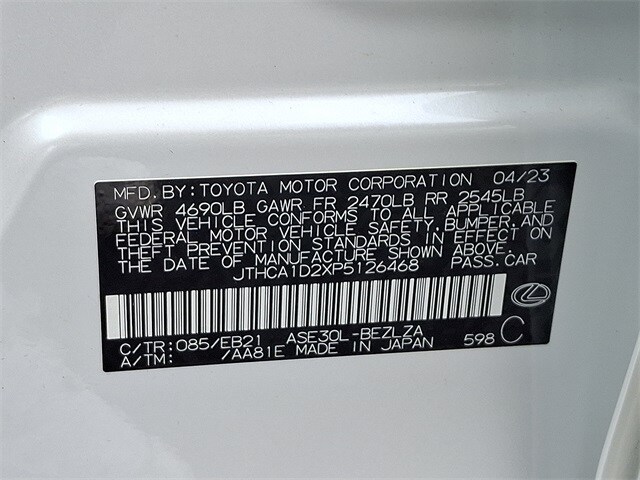 MFD. BY: TOYOTA MOTOR CORPORATION 04/23
GVWR 4690LB GAWR FR 2470LB RR 2545LB
THIS VEHICLE CONFORMS TO ALL APPLICABLE
FEDERAL MOTOR VEHICLE SAFETY, BUMPER, AND
THEFT PREVENTION STANDARDS IN EFFECT ON
THE DATE OF MANUFACTURE SHOWN ABOVE.
JTHCA1D2XP5126468 PASS. CAR
C/TR: 085/EB21 ASE30L-BEZLZA
A/TM: /AA81E MADE IN JAPAN 598 C